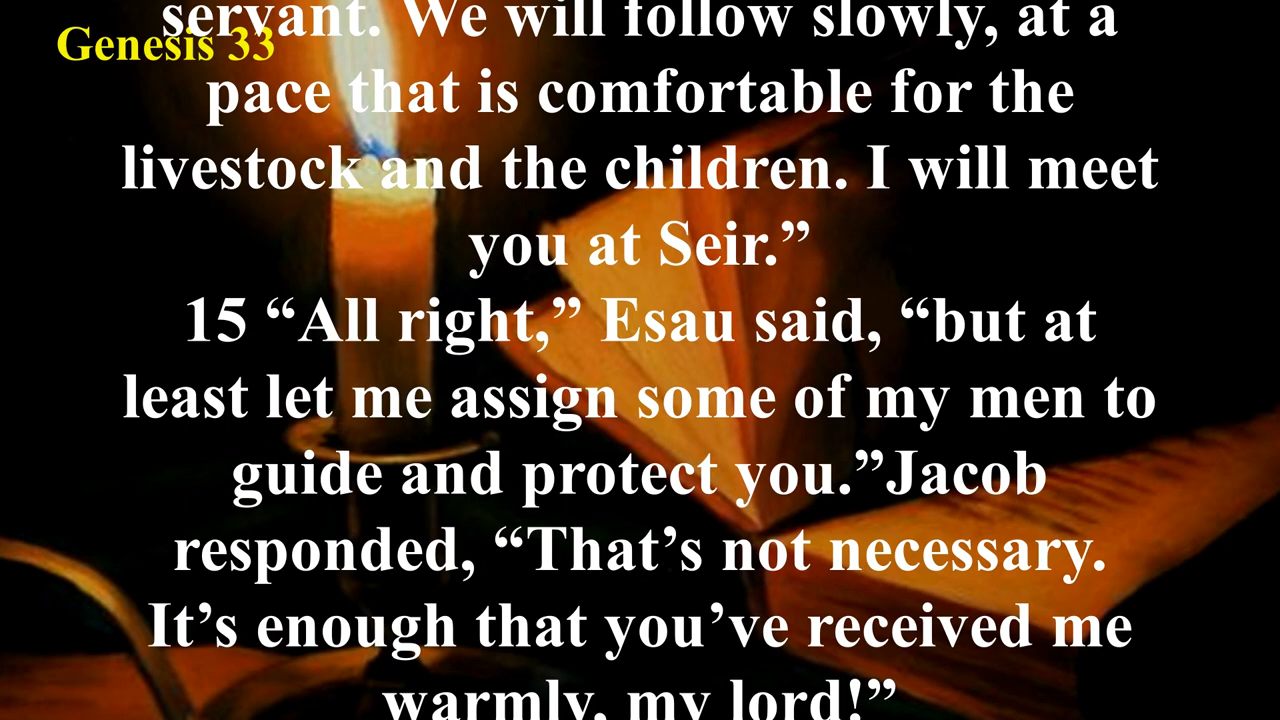 Genesis 33
servant. We will follow slowly, at a
pace that is comfortable for the
livestock and the children. I will meet
you at Seir.”
15 “All right,” Esau said, “but at
least let me assign some of my men to
guide and protect you.”Jacob
responded, “That’s not necessary.
It’s enough that you’ve received me
warmly, my lord!”